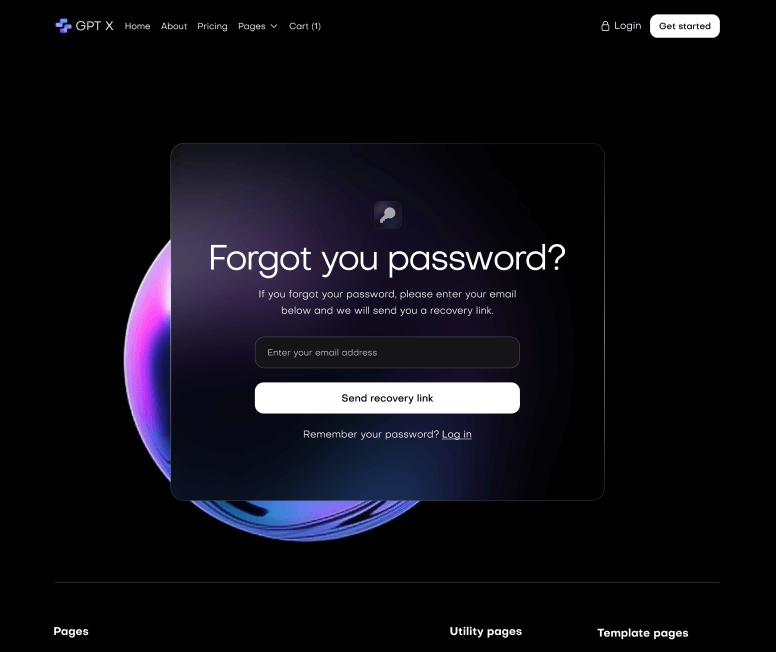 GPT X Home About Pricing Pages Cart (1) Login Get started
Forgot you password?
If you forgot your password, please enter your email
below and we will send you a recovery link.
Enter your email address
Send recovery link
Remember your password? Log in
Pages Utility pages Template pages